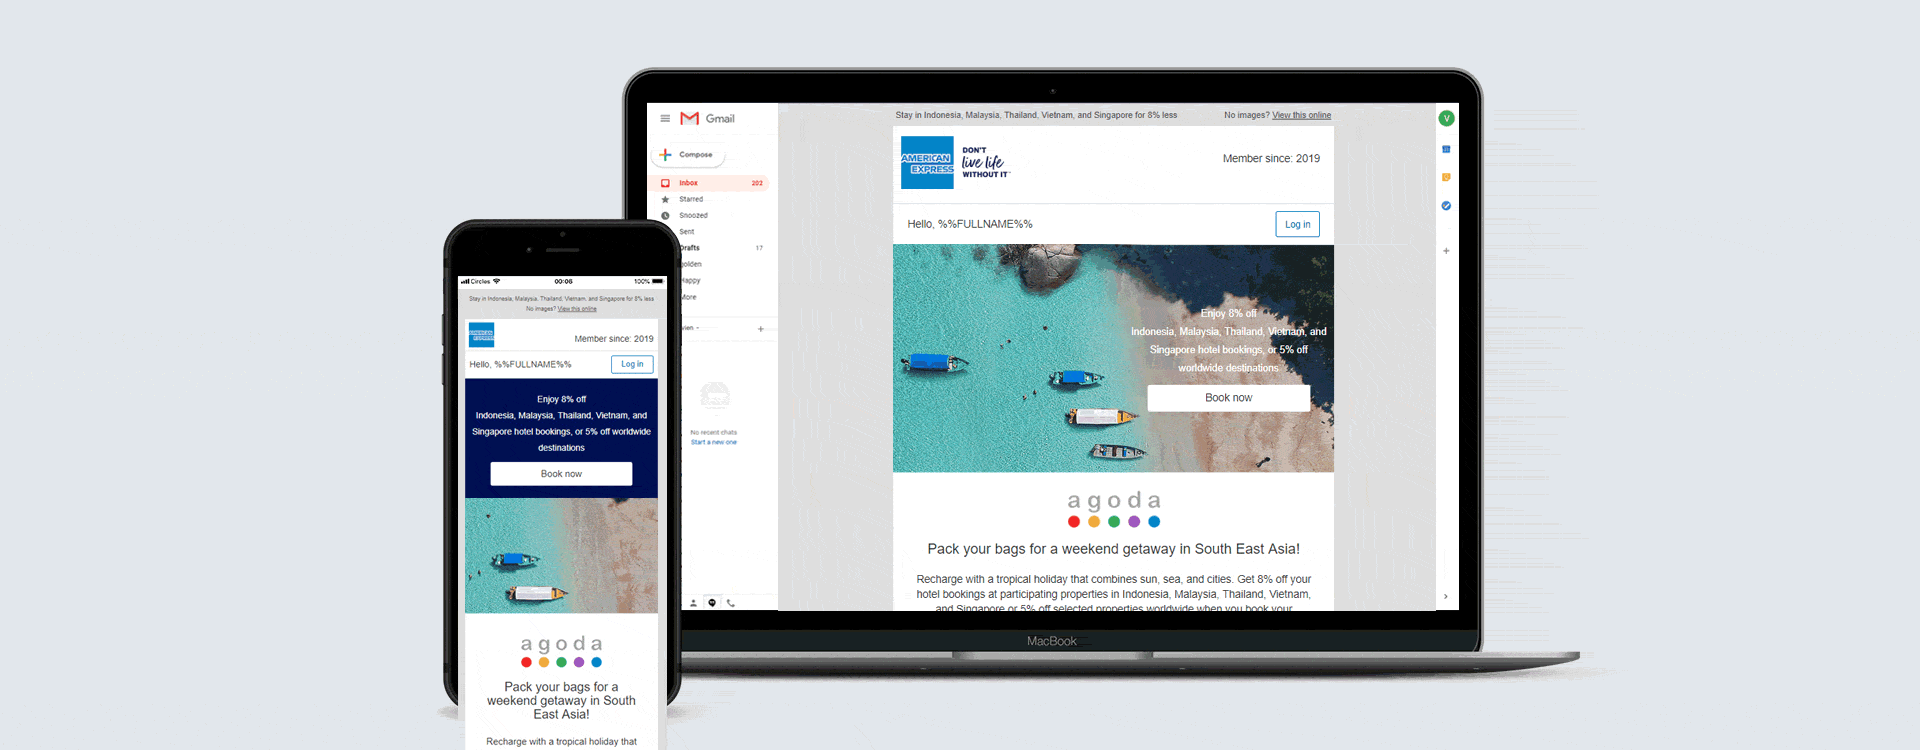 Gmail
Compose
Inbox 202
Starred
Snoozed
Sent
Drafts 17
olden
appy
More
vien
No recent chats
Start a new one
Stay in Indonesia, Malaysia, Thailand, Vietnam, and Singapore for 8% less
No images? View this online
AMERICAN
EXPRESS
DON'T
live life
WITHOUT IT™
Member since: 2019
Hello, %%FULLNAME%%
Log in
Enjoy 8% off
Indonesia, Malaysia, Thailand, Vietnam, and
Singapore hotel bookings, or 5% off
worldwide destinations
Book now
agoda
Pack your bags for a weekend getaway in South East Asia!
Recharge with a tropical holiday that combines sun, sea, and cities. Get 8% off your
hotel bookings at participating properties in Indonesia, Malaysia, Thailand, Vietnam,
and Singapore or 5% off selected properties worldwide when you book your
V
MacBook
Circles 00:06 100%
Stay in Indonesia, Malaysia, Thailand, Vietnam, and Singapore for 8% less
No images? View this online
AMERICAN
EXPRESS
Member since: 2019
Hello, %%FULLNAME%%
Log in
Enjoy 8% off
Indonesia, Malaysia, Thailand, Vietnam, and
Singapore hotel bookings, or 5% off worldwide
destinations
Book now
agoda
Pack your bags for a
weekend getaway in South
East Asia!
Recharge with a tropical holiday that